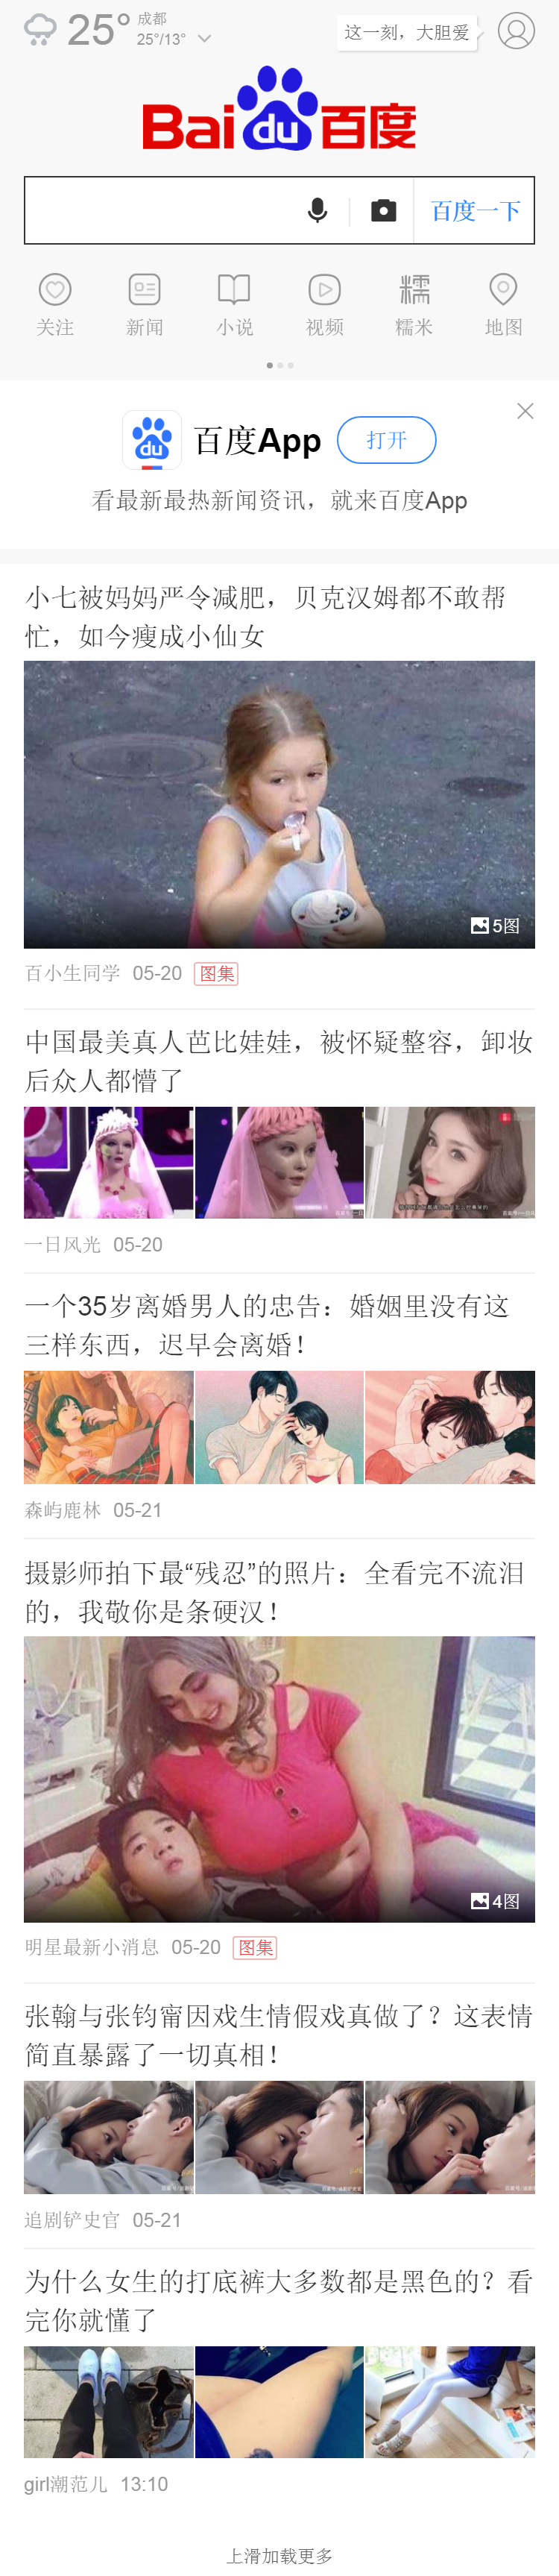 25°
成都
25°/13°
这一刻，大胆爱
Bai du 百度
百度一下
关注
新闻
小说
视频
糯
糯米
地图
du
百度App
打开
看最新最热新闻资讯，就来百度App
小七被妈妈严令减肥，贝克汉姆都不敢帮
忙，如今瘦成小仙女
5图
百小生同学 05-20 图集
中国最美真人芭比娃娃，被怀疑整容，卸妆
后众人都懵了
一日风光 05-20
一个35岁离婚男人的忠告：婚姻里没有这
三样东西，迟早会离婚！
森屿鹿林 05-21
摄影师拍下最“残忍”的照片：全看完不流泪
的，我敬你是条硬汉！
4图
明星最新小消息 05-20 图集
张翰与张钧甯因戏生情假戏真做了？这表情
简直暴露了一切真相！
追剧铲史官 05-21
为什么女生的打底裤大多数都是黑色的？看
完你就懂了
girl潮范儿 13:10
上滑加载更多